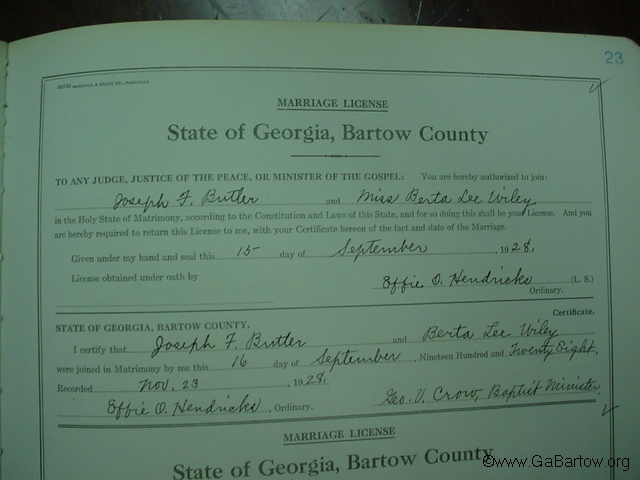 23
MARRIAGE LICENSE
State of Georgia, Bartow County
TO ANY JUDGE, JUSTICE OF THE PEACE, OR MINISTER OF THE GOSPEL: You are hereby authorized to join:
Joseph F. Butler and Miss Berta Lee Wiley
in the Holy State of Matrimony, according to the Constitution and Laws of this State, and for so doing this shall be your License. And you
are hereby required to return this License to me, with your Certificate hereon of the fact and date of the Marriage.
Given under my hand and seal this 15 day of September, 1928,
License obtained under oath by Effie O. Hendricks (L. S.)
Ordinary.
Certificate.
STATE OF GEORGIA, BARTOW COUNTY.
I certify that Joseph F. Butler and Berta Lee Wiley
were joined in Matrimony by me this 16 day of September, Nineteen Hundred and Twenty Eight,
Recorded Nov. 23, 1928,
Effie O. Hendricks, Ordinary. Geo. V. Crow, Baptist Minister
MARRIAGE LICENSE
State of Georgia, Bartow County
©www.GaBartow.org